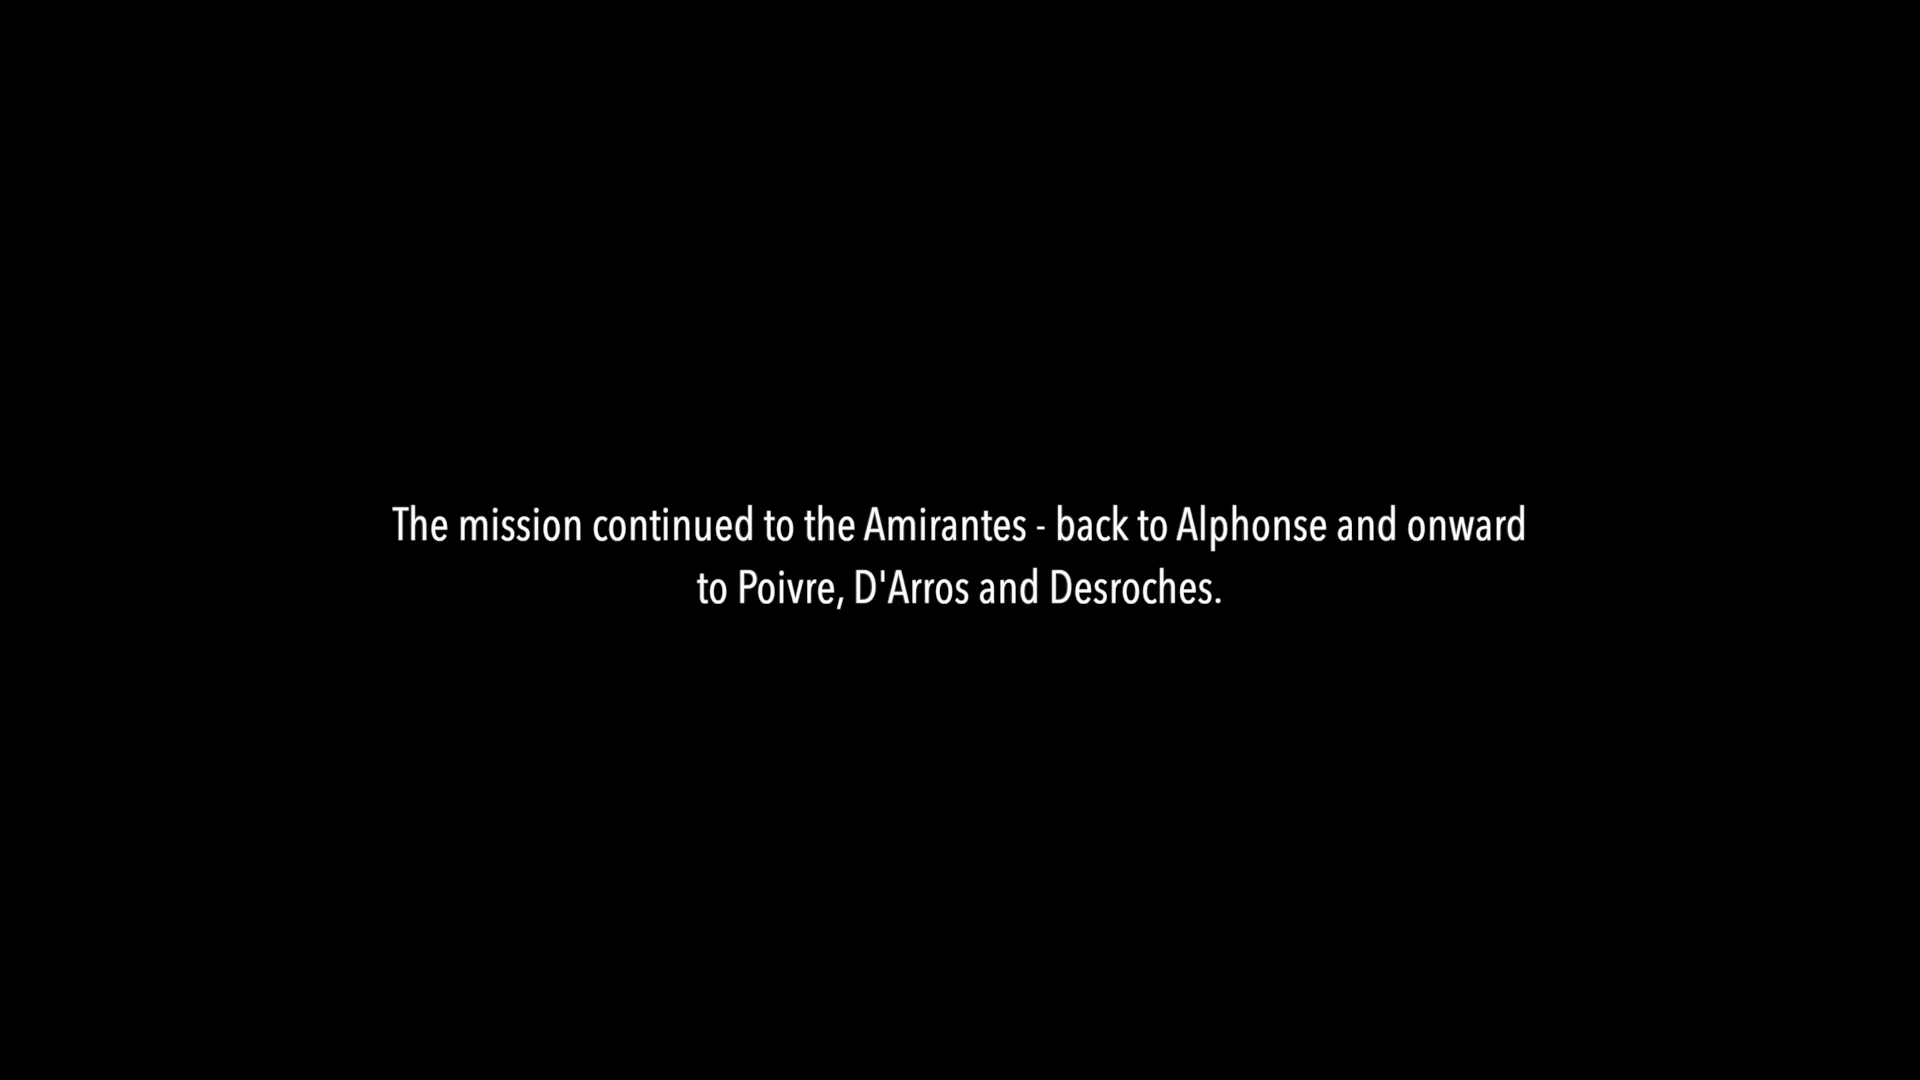 The mission continued to the Amirantes - back to Alphonse and onward
to Poivre, D'Arros and Desroches.